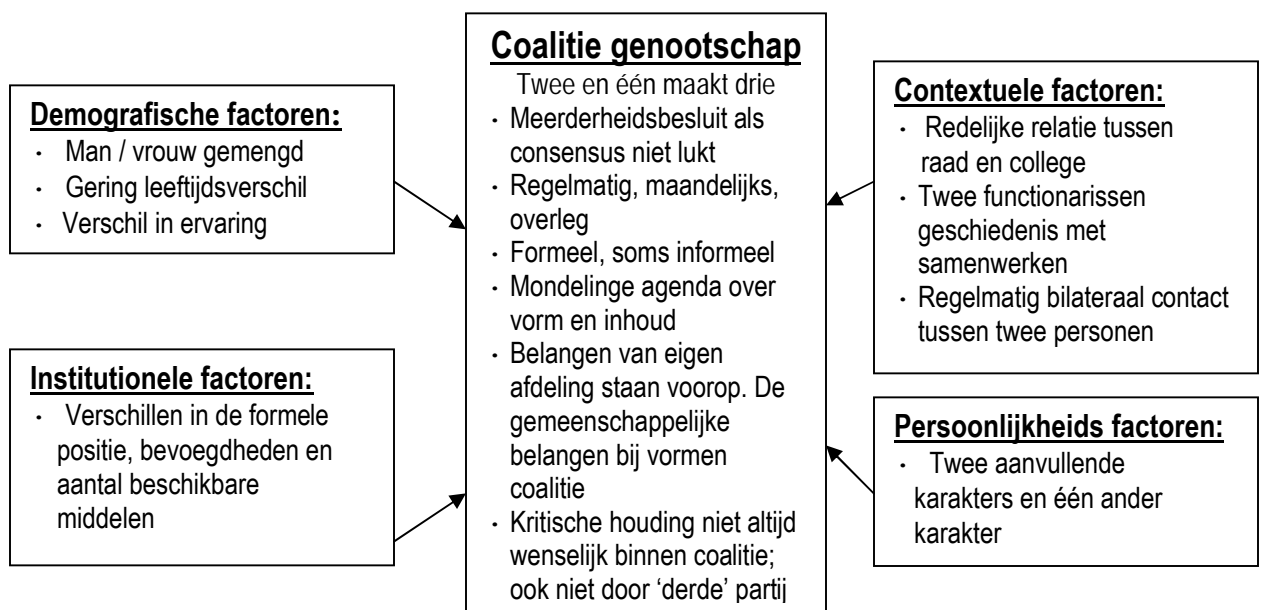 Demografische factoren:
· Man / vrouw gemengd
· Gering leeftijdsverschil
· Verschil in ervaring
Institutionele factoren:
· Verschillen in de formele
positie, bevoegdheden en
aantal beschikbare
middelen
Coalitie genootschap
Twee en één maakt drie
· Meerderheidsbesluit als
consensus niet lukt
· Regelmatig, maandelijks,
overleg
· Formeel, soms informeel
· Mondelinge agenda over
vorm en inhoud
· Belangen van eigen
afdeling staan voorop. De
gemeenschappelijke
belangen bij vormen
coalitie
· Kritische houding niet altijd
wenselijk binnen coalitie;
ook niet door ‘derde’ partij
Contextuele factoren:
· Redelijke relatie tussen
raad en college
· Twee functionarissen
geschiedenis met
samenwerken
· Regelmatig bilateraal contact
tussen twee personen
Persoonlijkheids factoren:
· Twee aanvullende
karakters en één ander
karakter